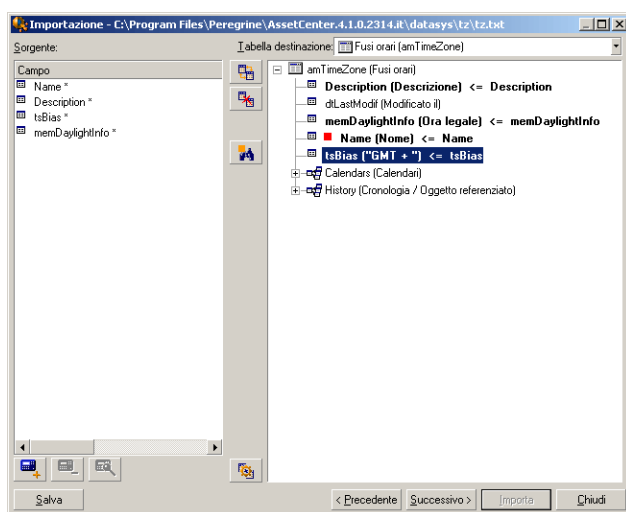 Importazione - C:\Program Files\Peregrine\AssetCenter.4.1.0.2314.it\datasys\tz\tz.txt
Sorgente:
Tabella destinazione: Fusi orari (amTimeZone)
Campo
Name *
Description *
tsBias *
memDaylightInfo *
amTimeZone (Fusi orari)
Description (Descrizione) <= Description
dtLastModif (Modificato il)
memDaylightInfo (Ora legale) <= memDaylightInfo
Name (Nome) <= Name
tsBias ("GMT + ") <= tsBias
Calendars (Calendari)
History (Cronologia / Oggetto referenziato)
Salva
< Precedente
Successivo >
Importa
Chiudi